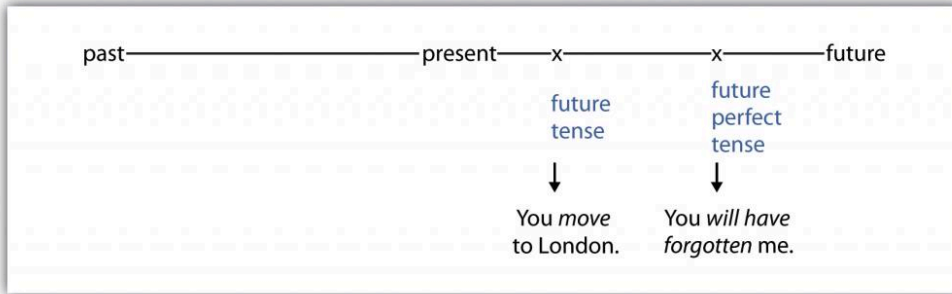 past present x x future
future
tense
future
perfect
tense
You move
to London.
You will have
forgotten me.